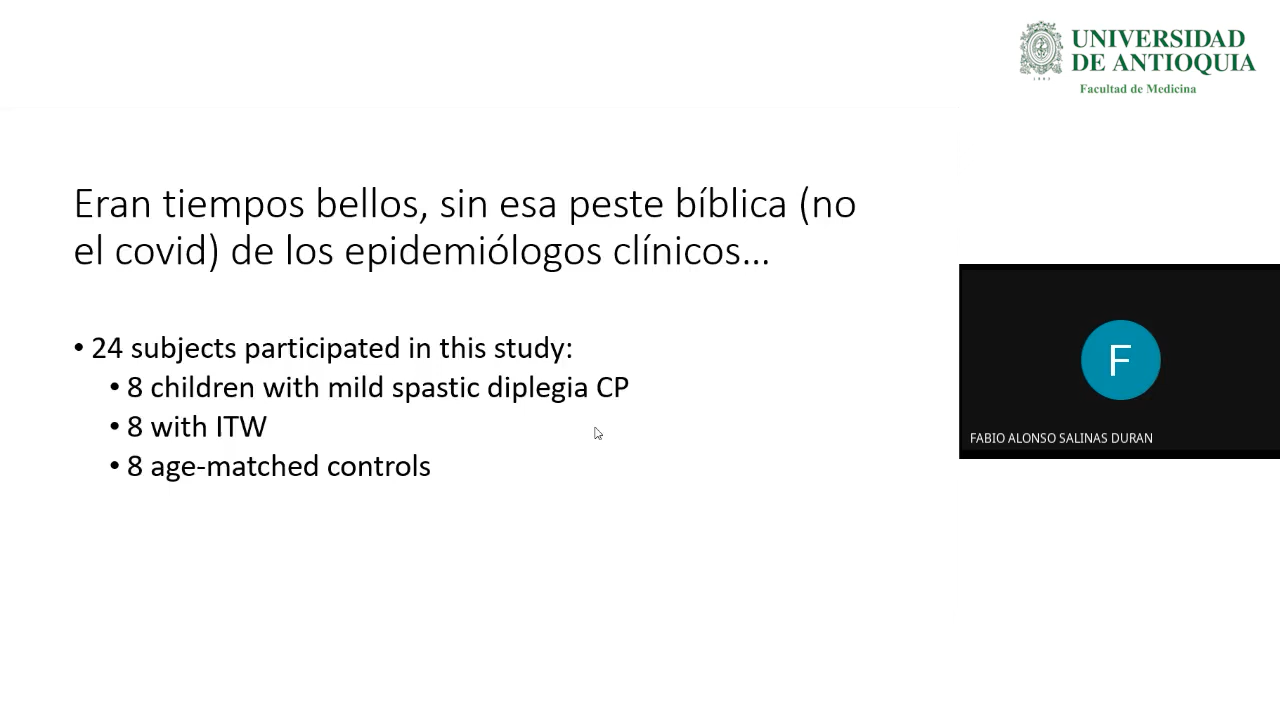 UNIVERSIDAD
DE ANTIOQUIA
1803
Facultad de Medicina
Eran tiempos bellos, sin esa peste bíblica (no
el covid) de los epidemiólogos clínicos...
• 24 subjects participated in this study:
• 8 children with mild spastic diplegia CP
• 8 with ITW
• 8 age-matched controls
F
FABIO ALONSO SALINAS DURAN